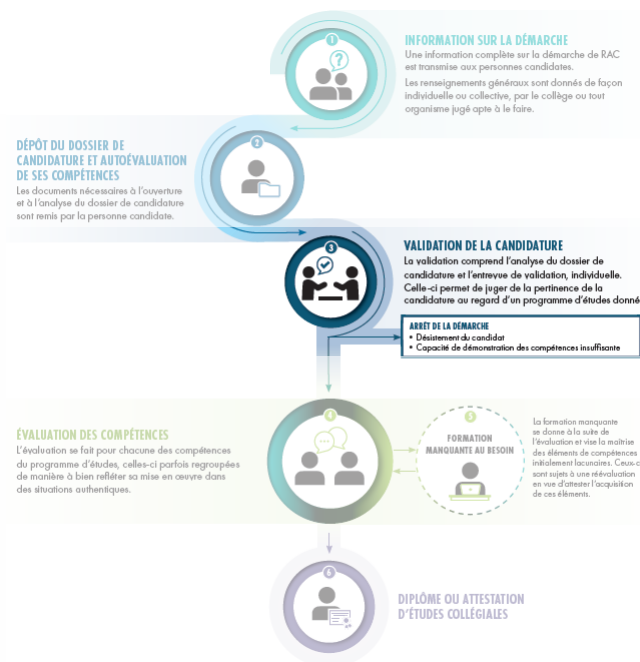 1
INFORMATION SUR LA DÉMARCHE
Une information complète sur la démarche de RAC
est transmise aux personnes candidates.
Les renseignements généraux sont donnés de façon
individuelle ou collective, par le collège ou tout
organisme jugé apte à le faire.
2
DÉPÔT DU DOSSIER DE
CANDIDATURE ET AUTOÉVALUATION
DE SES COMPÉTENCES
Les documents nécessaires à l'ouverture
et à l'analyse du dossier de candidature
sont remis par la personne candidate.
3
VALIDATION DE LA CANDIDATURE
La validation comprend l'analyse du dossier de
candidature et l'entrevue de validation, individuelle.
Celle-ci permet de juger de la pertinence de la
candidature au regard d'un programme d'études donné
ARRÊT DE LA DÉMARCHE
• Désistement du candidat
• Capacité de démonstration des compétences insuffisante
4
ÉVALUATION DES COMPÉTENCES
L'évaluation se fait pour chacune des compétences
du programme d'études, celles-ci parfois regroupées
de manière à bien refléter sa mise en œuvre dans
des situations authentiques.
5
FORMATION
MANQUANTE AU BESOIN
La formation manquante
se donne à la suite de
l'évaluation et vise la maîtrise
des éléments de compétences
initialement lacunaires. Ceux-c
sont sujets à une réévaluation
en vue d'attester l'acquisition
de ces éléments.
6
DIPLÔME OU ATTESTATION
D'ÉTUDES COLLÉGIALES